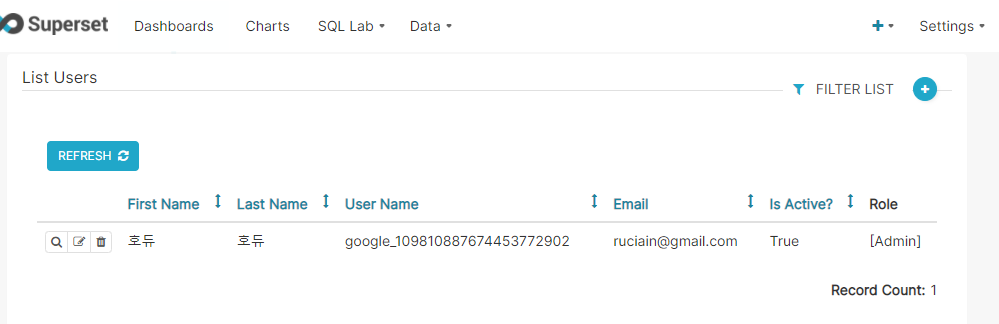 Superset Dashboards Charts SQL Lab Data + Settings
List Users
FILTER LIST +
REFRESH
First Name Last Name User Name Email Is Active? Role
호듀 호듀 google_109810887674453772902 ruciain@gmail.com True [Admin]
Record Count: 1